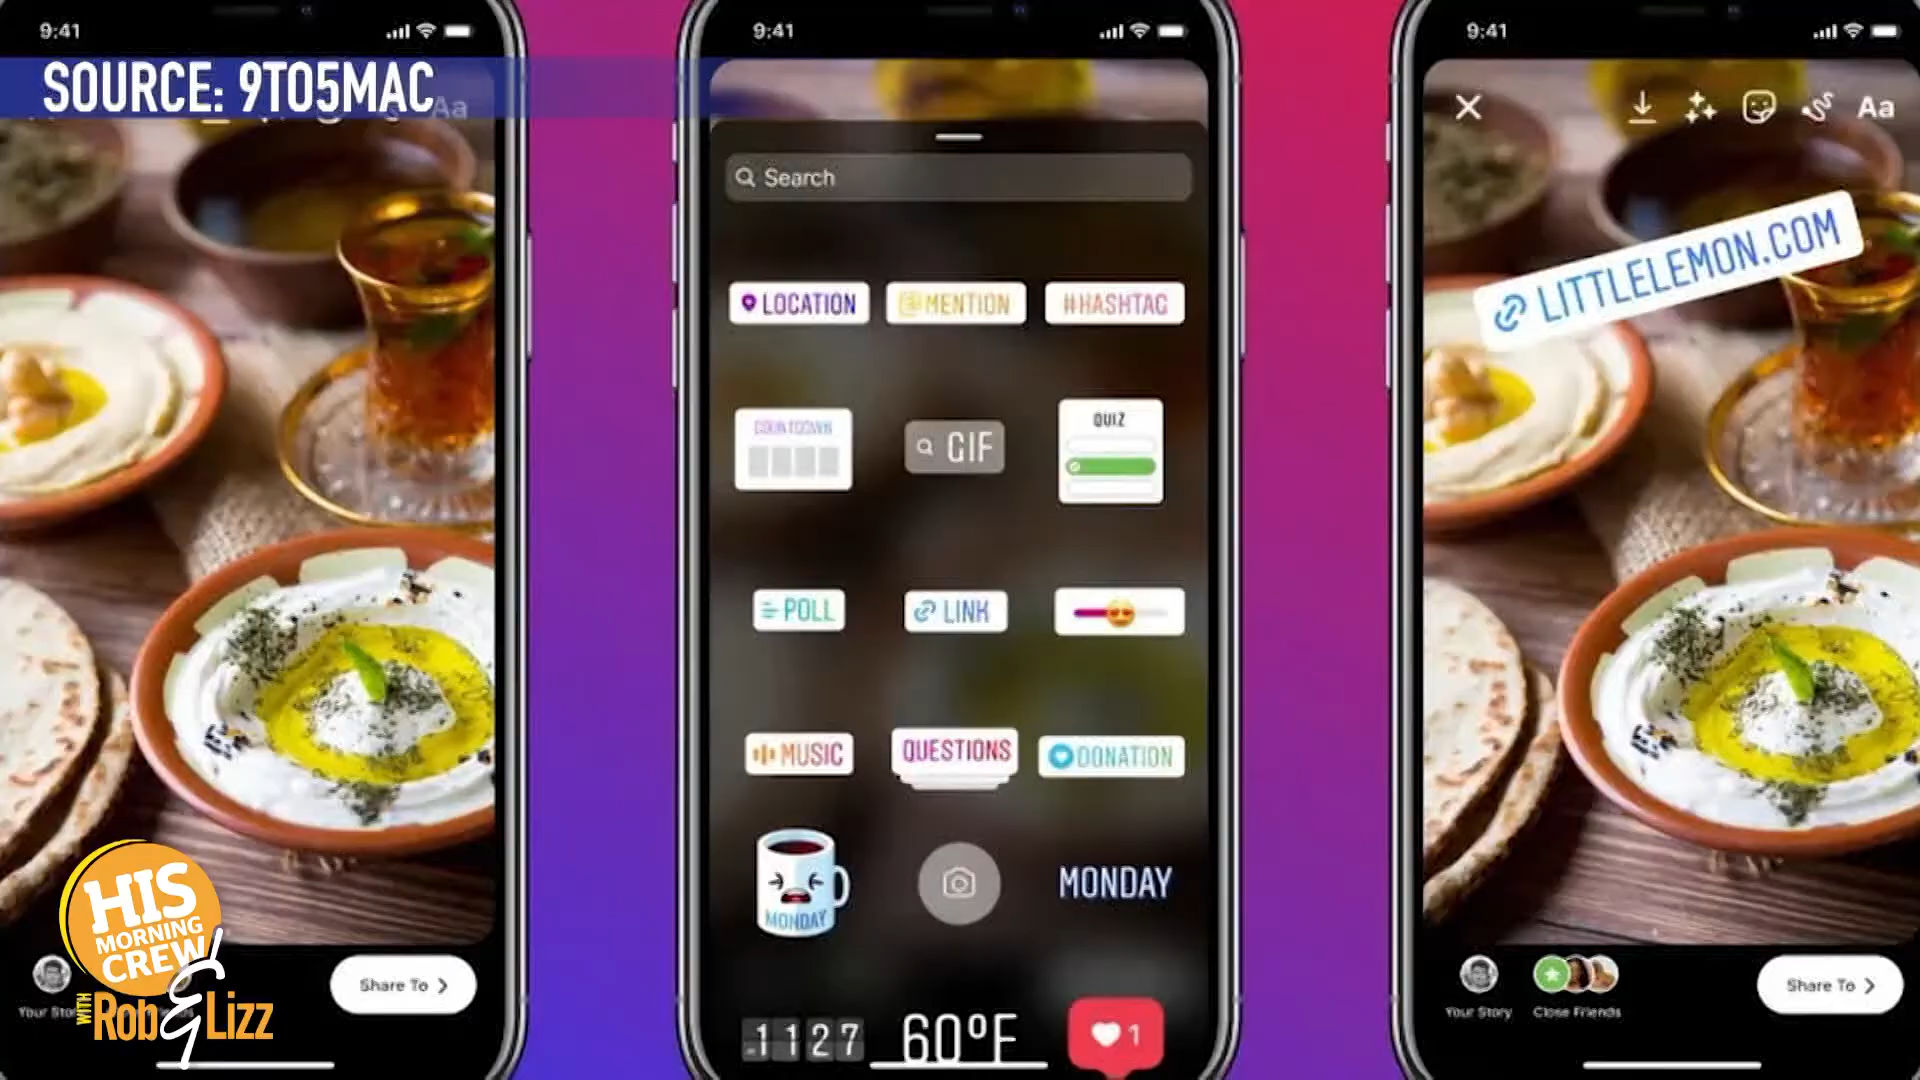 9:41
SOURCE: 9TO5MAC
Aa
HIS
MORNING
CREW
WITH Rob & Lizz
Share To
9:41
Search
LOCATION
@MENTION
#HASHTAG
COUNTDOWN
GIF
QUIZ
POLL
LINK
MUSIC
QUESTIONS
DONATION
MONDAY
MONDAY
1127
60°F
1
9:41
Aa
LITTLELEMON.COM
Your Story
Close Friends
Share To